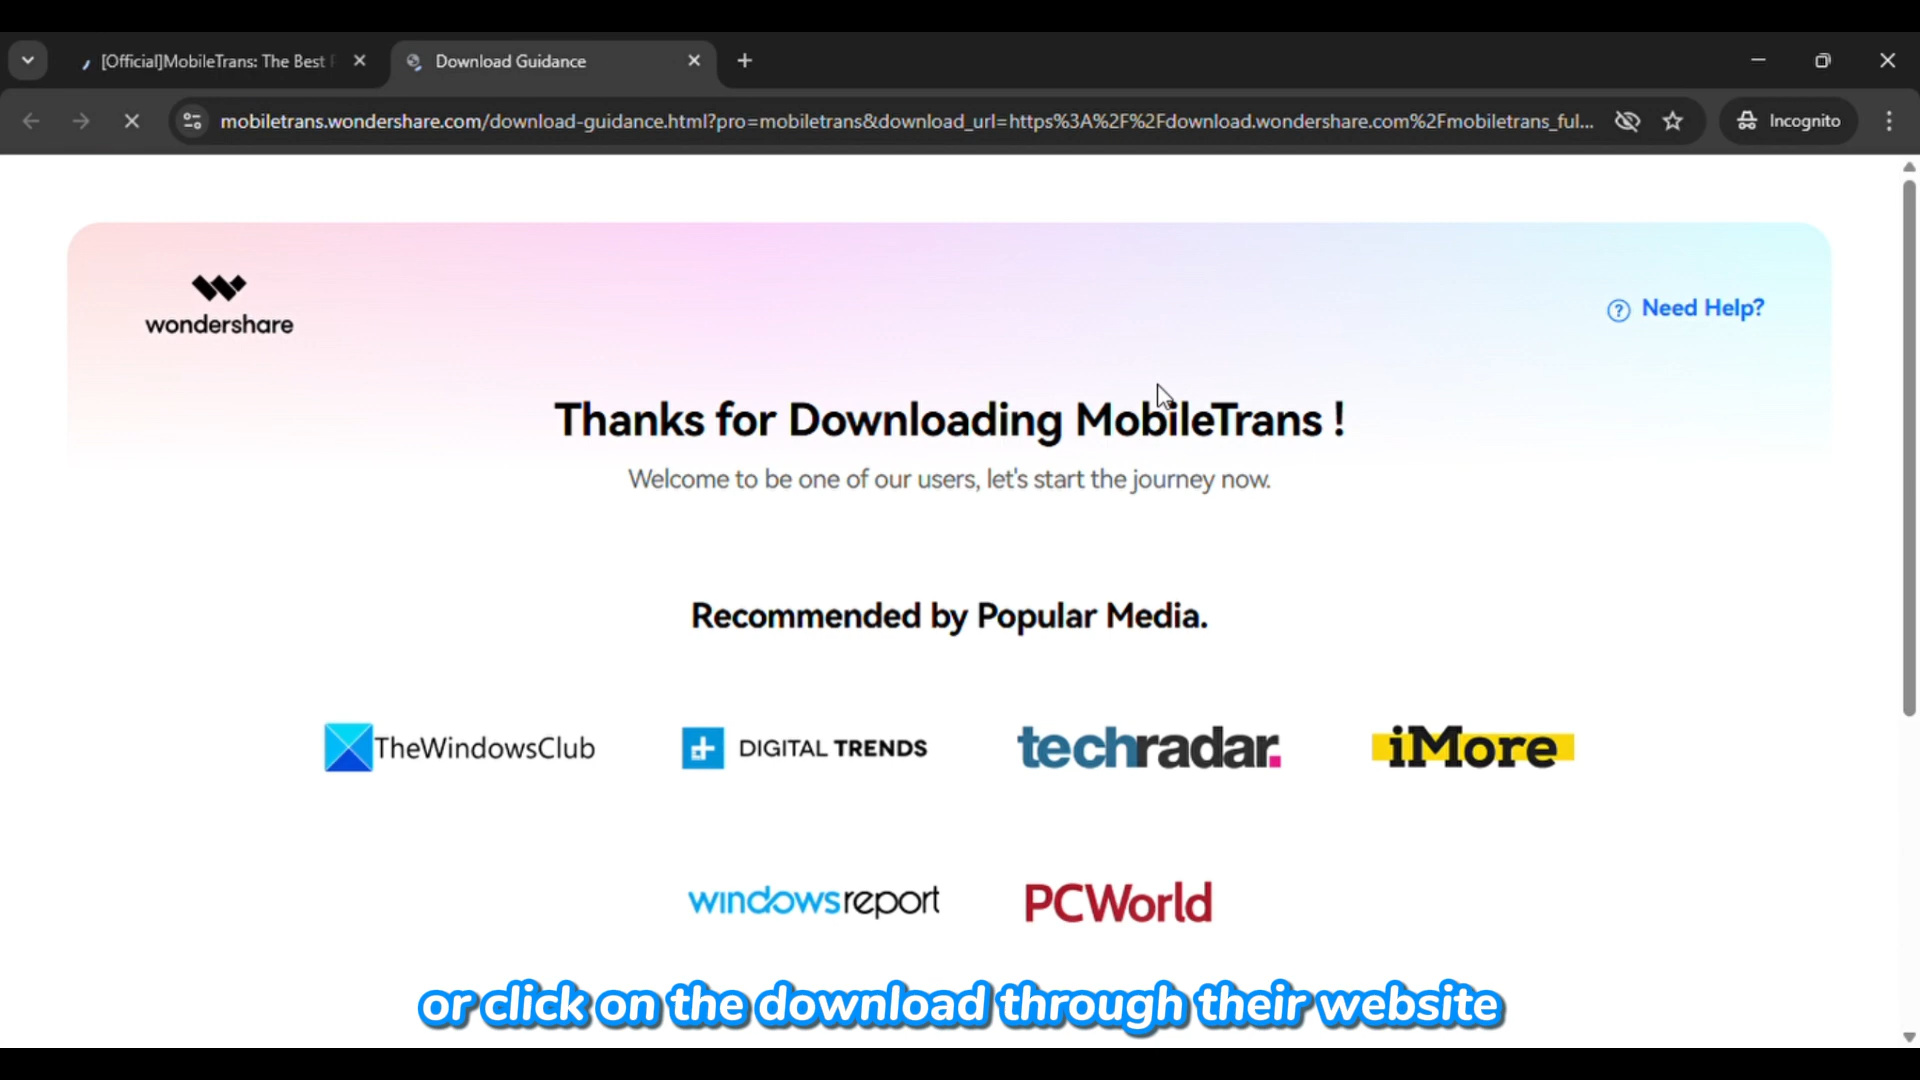 [Official]MobileTrans: The Best
Download Guidance
mobiletrans.wondershare.com/download-guidance.html?pro=mobiletrans&download_url=https%3A%2F%2Fdownload.wondershare.com%2Fmobiletrans_ful...
Incognito
wondershare
Need Help?
Thanks for Downloading MobileTrans !
Welcome to be one of our users, let's start the journey now.
Recommended by Popular Media.
TheWindowsClub
DIGITAL TRENDS
techradar.
iMore
windowsreport
PCWorld
or click on the download through their website